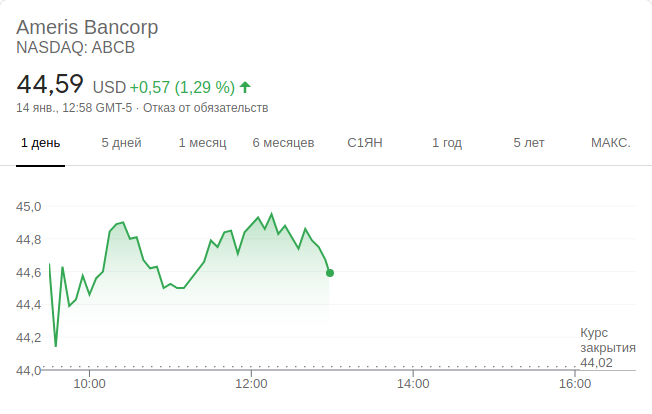 Ameris Bancorp
NASDAQ: ABCB
44,59 USD +0,57 (1,29 %)
14 янв., 12:58 GMT-5 · Отказ от обязательств
1 день 5 дней 1 месяц 6 месяцев С1ЯН 1 год 5 лет МАКС.
45,0
44,8
44,6
44,4
44,2
44,0
Курс
закрытия
44,02
10:00 12:00 14:00 16:00